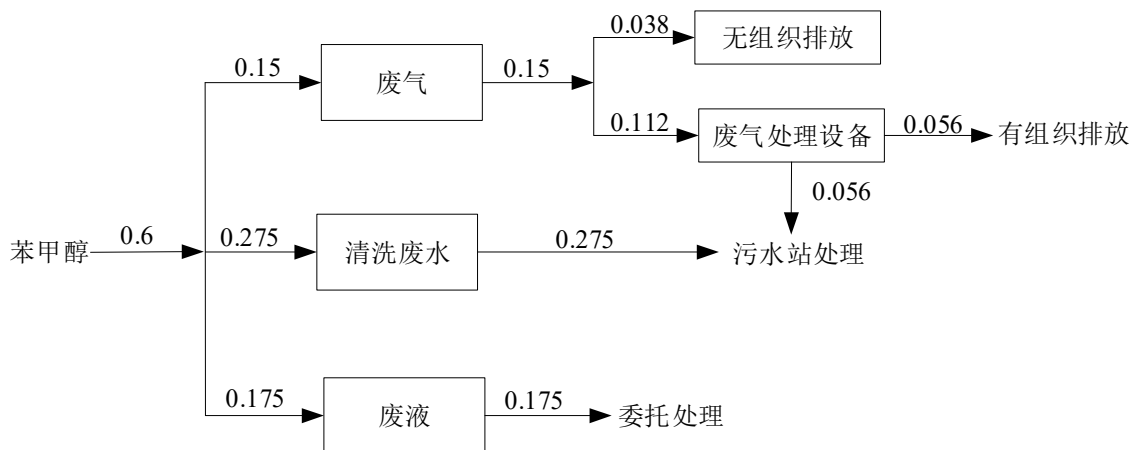 0.038
无组织排放
0.15
废气
0.15
0.112
废气处理设备
0.056
有组织排放
0.056
苯甲醇
0.6
0.275
清洗废水
0.275
污水站处理
0.175
废液
0.175
委托处理